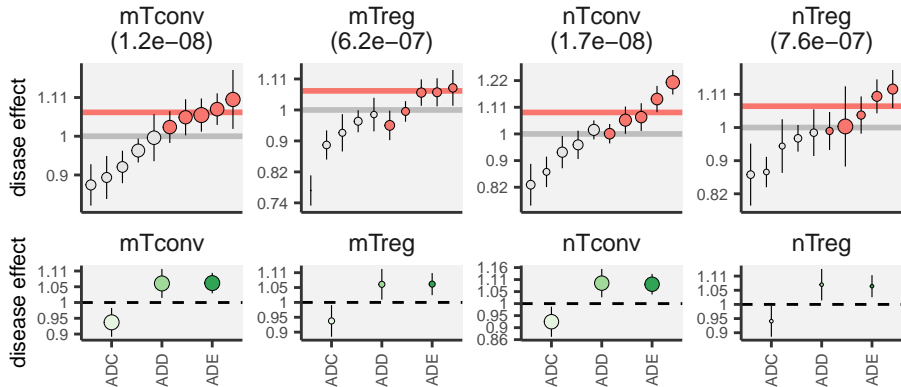 mTconv
(1.2e−08)
mTreg
(6.2e−07)
nTconv
(1.7e−08)
nTreg
(7.6e−07)
disase effect
1.11
1
0.9
1.11
1
0.9
0.82
0.74
1.22
1.11
1
0.9
0.82
1.11
1
0.9
0.82
mTconv
mTreg
nTconv
nTreg
disease effect
1.11
1.05
1
0.95
0.9
1.11
1.05
1
0.95
0.9
1.16
1.11
1.05
1
0.95
0.9
0.86
1.11
1.05
1
0.95
0.9
ADC
ADD
ADE
ADC
ADD
ADE
ADC
ADD
ADE
ADC
ADD
ADE